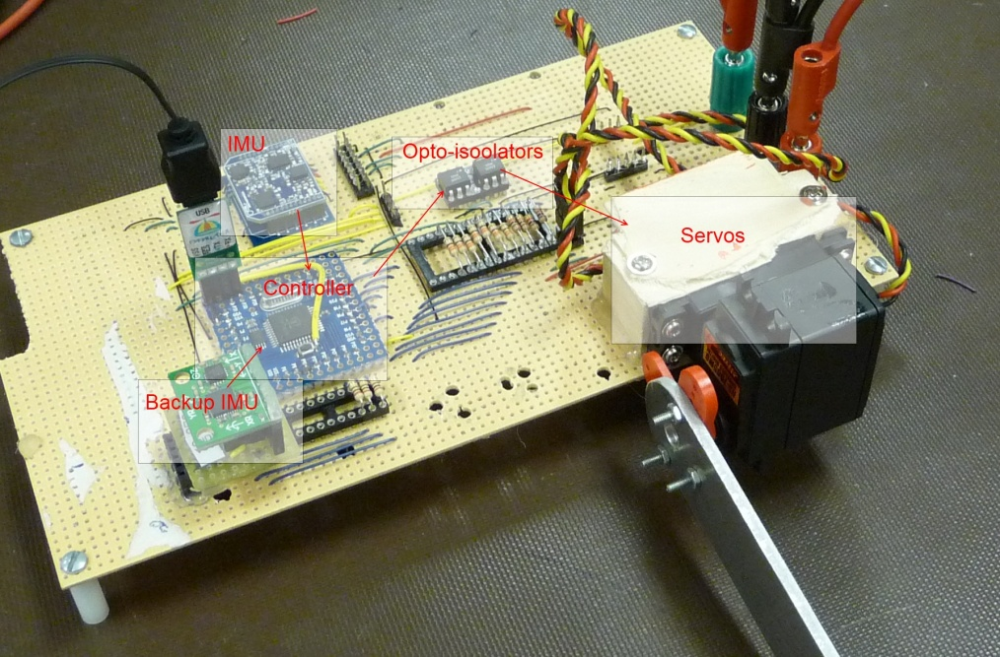 IMU
Opto-isoolators
Servos
Controller
Backup IMU
USB